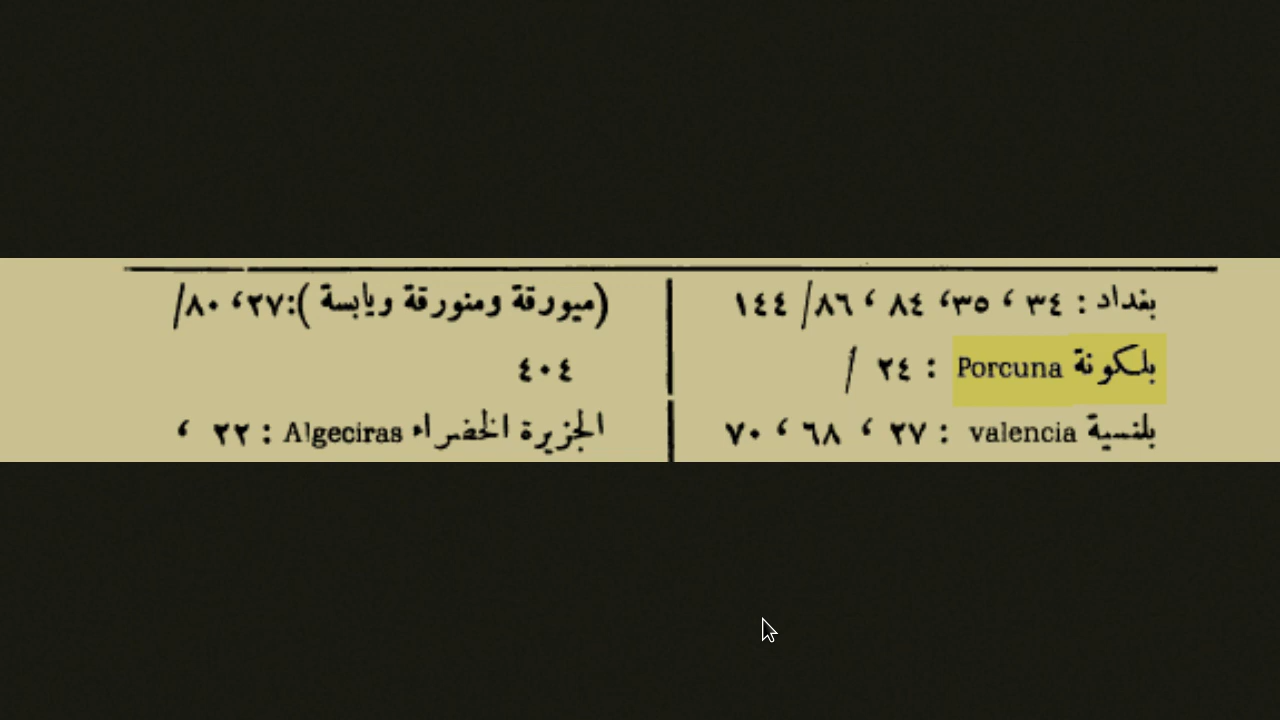 بغداد : ٣٤ ، ٣٥، ٨٤ ، ٨٦/ ١٤٤
بلكونة Porcuna : ٢٤ /
بلنسية valencia : ٢٧ ، ٦٨ ، ٧٠
(ميورقة ومنورقة ويابسة ):٢٧، ٨٠/
٤٠٤
الجزيرة الخضراء Algeciras : ٢٢ ،